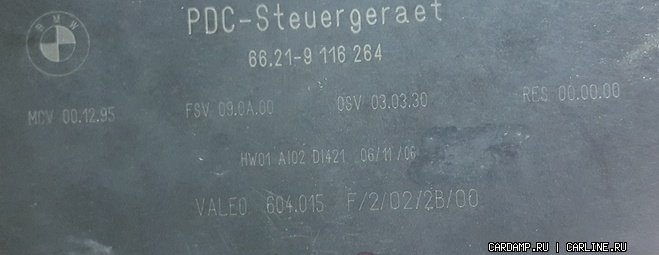 BMW
PDC-Steuergeraet
66.21-9 116 264
MCV 00.12.95 FSV 09.0A.00 OSV 03.03.30 RES 00.00.00
HW01 AI02 DI421 06/11/06
VALEO 604.015 F/2/02/2B/00
CARDAMP.RU | CARLINE.RU